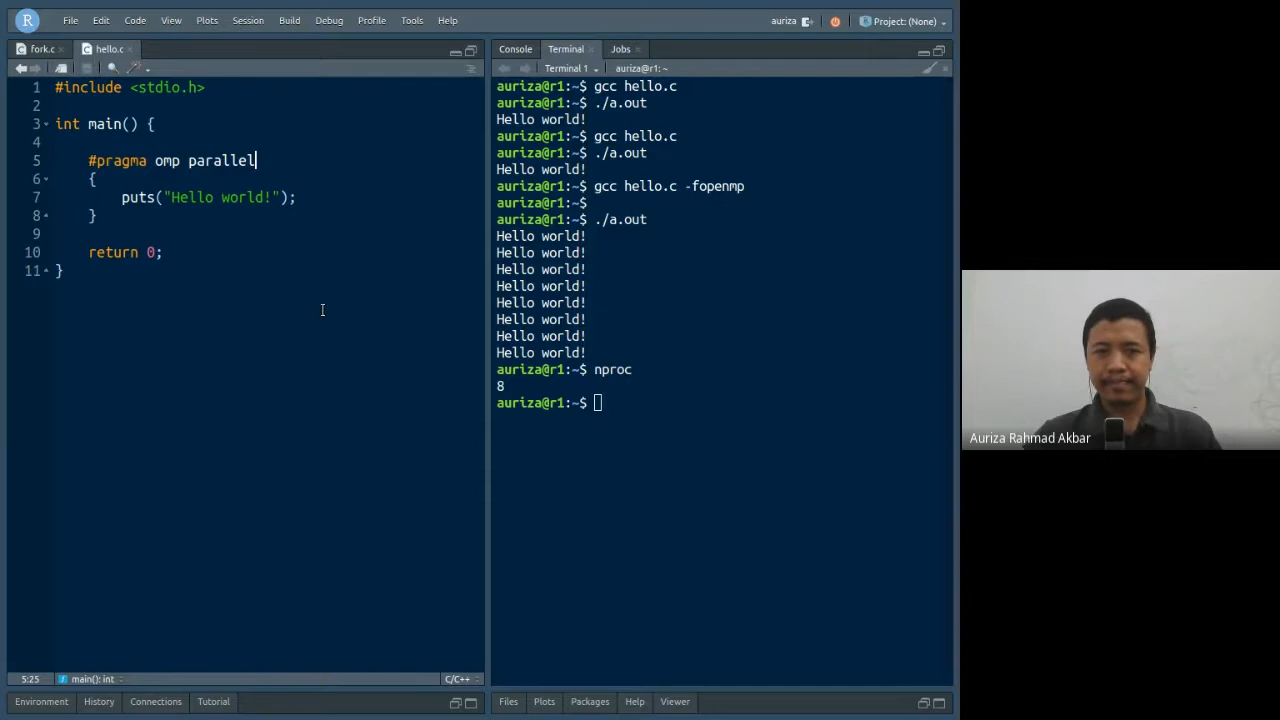 R File Edit Code View Plots Session Build Debug Profile Tools Help auriza Project: (None)
fork.c hello.c
1 #include <stdio.h>
2
3 int main() {
4
5 #pragma omp parallel
6 {
7 puts("Hello world!");
8 }
9
10 return 0;
11 }
5:25 main(): int C/C++
Environment History Connections Tutorial
Console Terminal Jobs
Terminal 1 auriza@r1: ~
auriza@r1:~$ gcc hello.c
auriza@r1:~$ ./a.out
Hello world!
auriza@r1:~$ gcc hello.c
auriza@r1:~$ ./a.out
Hello world!
auriza@r1:~$ gcc hello.c -fopenmp
auriza@r1:~$
auriza@r1:~$ ./a.out
Hello world!
Hello world!
Hello world!
Hello world!
Hello world!
Hello world!
Hello world!
Hello world!
auriza@r1:~$ nproc
8
auriza@r1:~$
Files Plots Packages Help Viewer
Auriza Rahmad Akbar